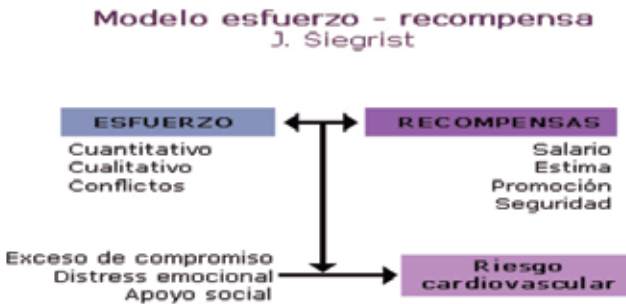 Modelo esfuerzo - recompensa
J. Siegrist
ESFUERZO
Cuantitativo
Cualitativo
Conflictos
RECOMPENSAS
Salario
Estima
Promoción
Seguridad
Exceso de compromiso
Distress emocional
Apoyo social
Riesgo
cardiovascular